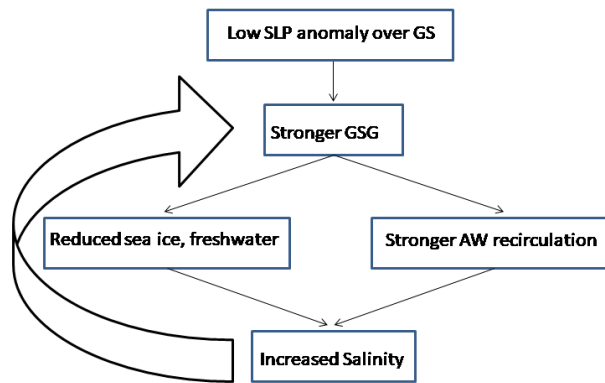 Low SLP anomaly over GS
Stronger GSG
Reduced sea ice, freshwater
Stronger AW recirculation
Increased Salinity